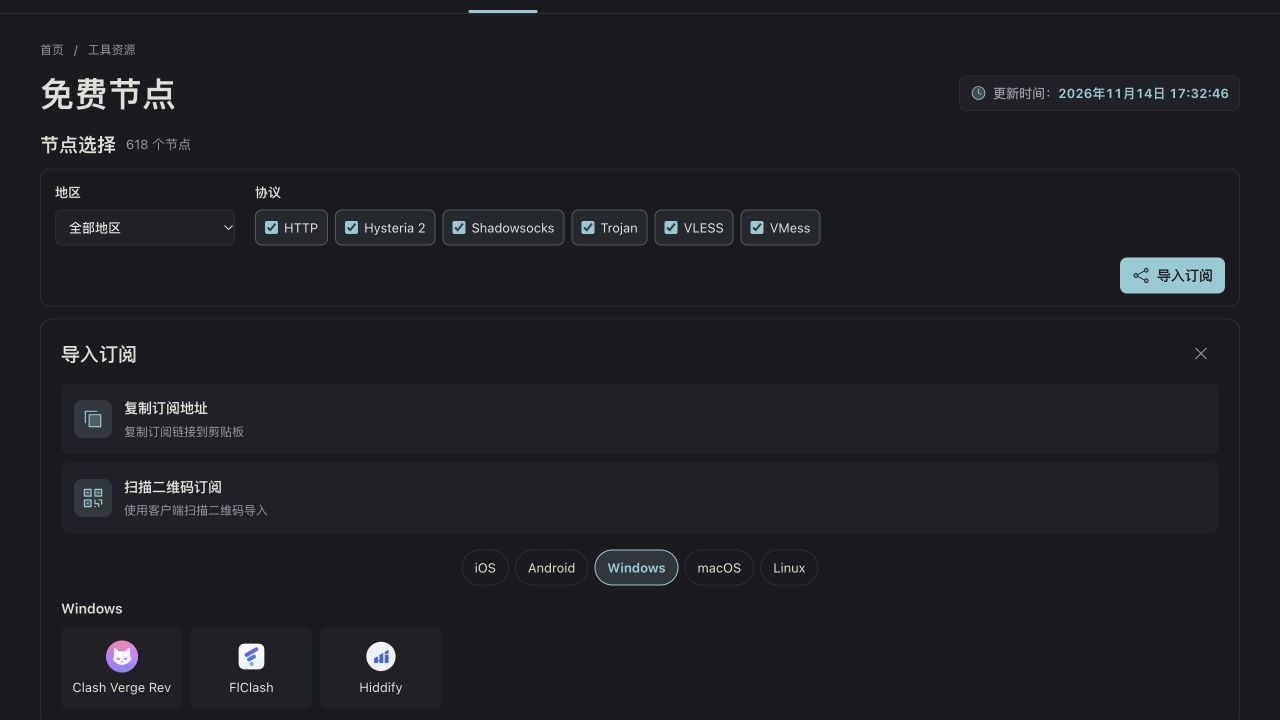 首页 / 工具资源
免费节点
更新时间: 2026年11月14日 17:32:46
节点选择 618 个节点
地区
协议
全部地区
HTTP
Hysteria 2
Shadowsocks
Trojan
VLESS
VMess
导入订阅
导入订阅
复制订阅地址
复制订阅链接到剪贴板
扫描二维码订阅
使用客户端扫描二维码导入
iOS
Android
Windows
macOS
Linux
Windows
Clash Verge Rev
FlClash
Hiddify